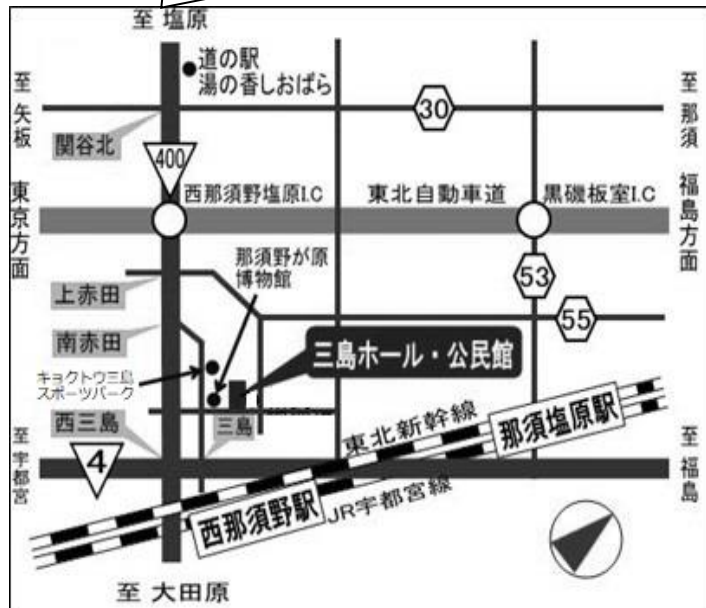 至 塩原
道の駅
湯の香しおばら
至 矢板
至 那須
30
関谷北
400
西那須野塩原I.C
東北自動車道
黒磯板室I.C
東京方面
福島方面
那須野が原
博物館
53
上赤田
55
南赤田
三島ホール・公民館
キョクトウ三島
スポーツパーク
西三島
三島
東北新幹線
那須塩原駅
至 宇都宮
4
至 福島
西那須野駅
JR宇都宮線
至 大田原